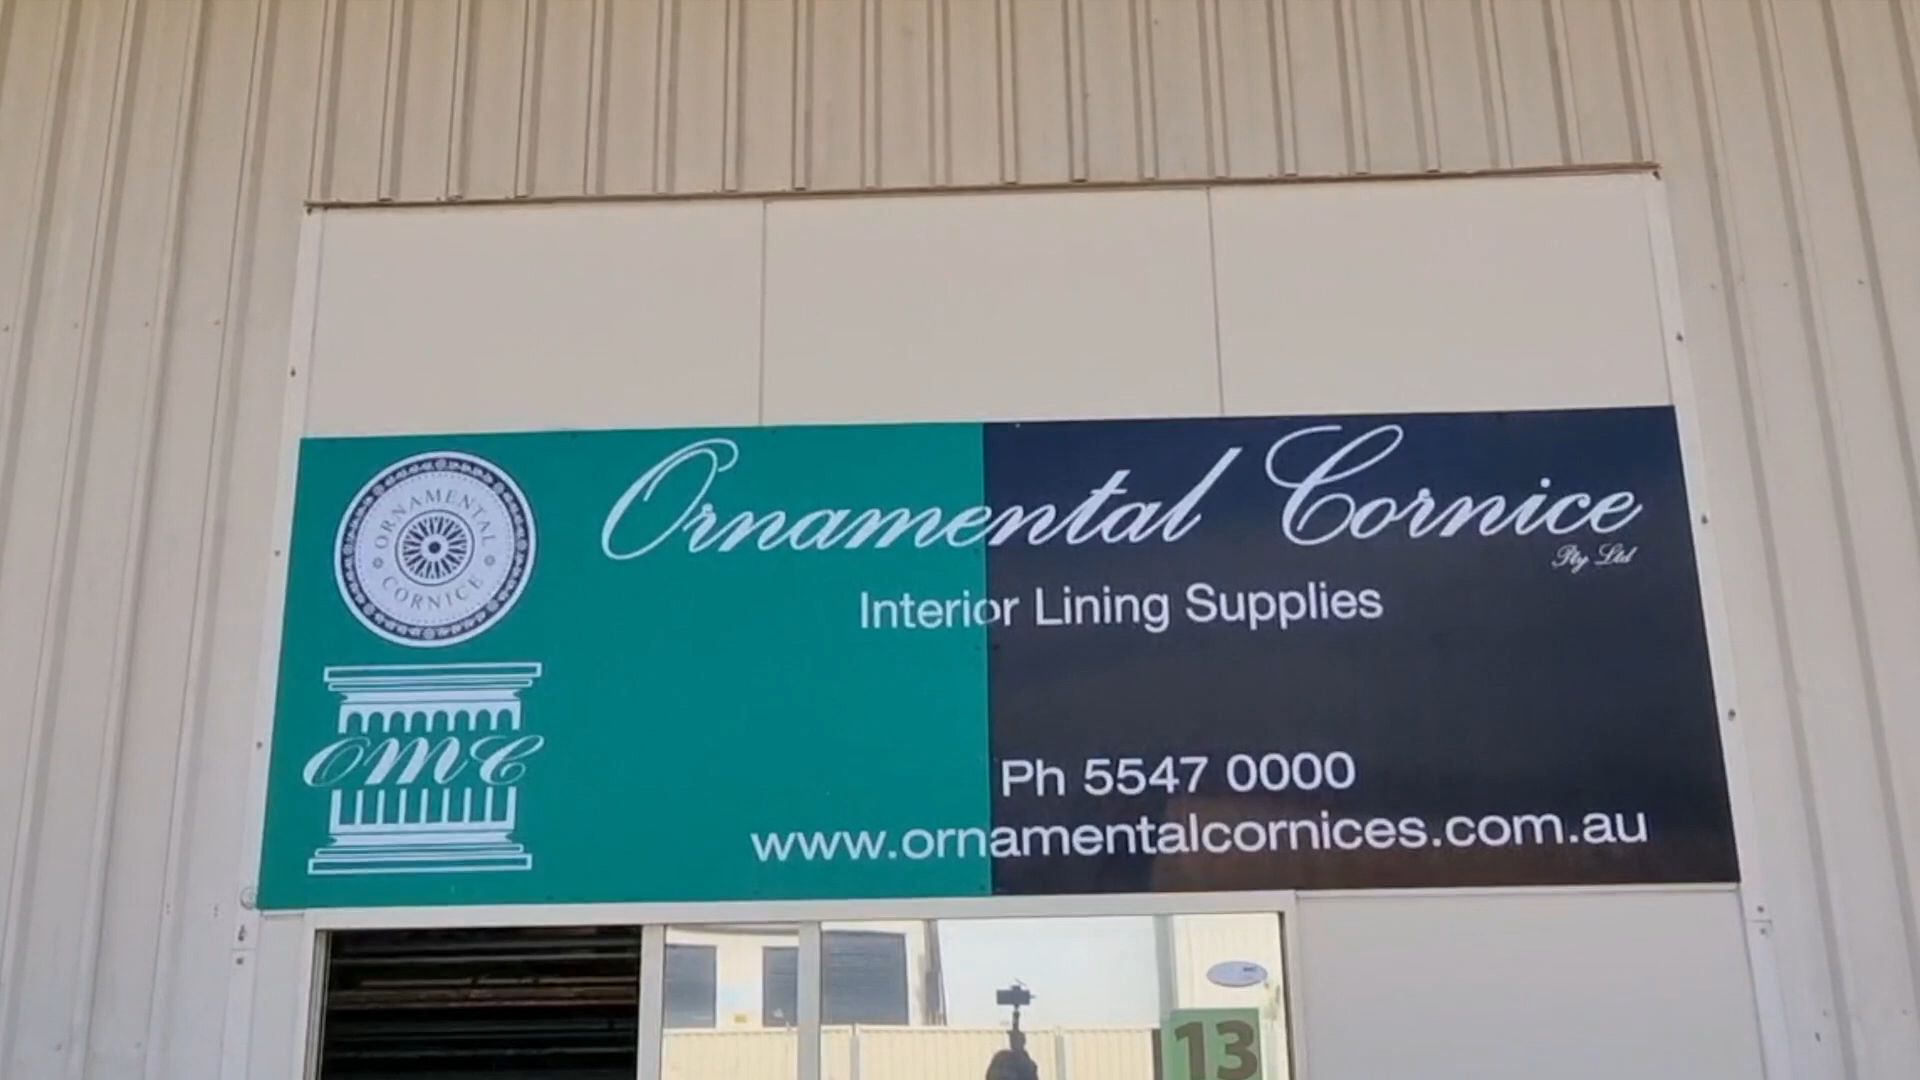 ORNAMENTAL
CORNICE
Ornamental Cornice
Pty Ltd
Interior Lining Supplies
OMC
Ph 5547 0000
www.ornamentalcornices.com.au
13